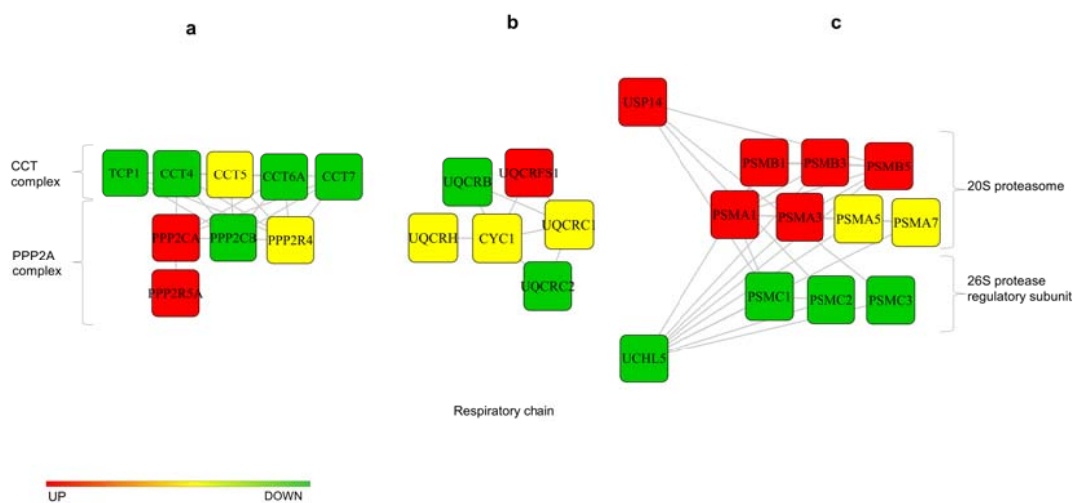 a
b
c
USP14
CCT
complex
TCP1 CCT4 CCT5 CCT6A CCT7
UQCRB UQCRFS1
PSMB1 PSMB3 PSMB5
20S proteasome
PPP2A
complex
PPP2CA PPP2CB PPP2R4
UQCRH CYC1 UQCRC1
PSMA1 PSMA3 PSMA5 PSMA7
PPP2R5A
UQCRC2
PSMC1 PSMC2 PSMC3
26S protease
regulatory subunit
UCHL5
Respiratory chain
UP DOWN